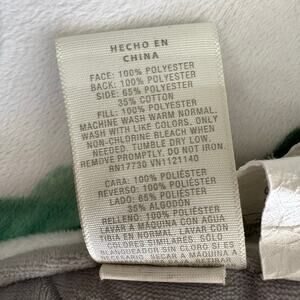 HECHO EN
CHINA
FACE: 100% POLYESTER
BACK: 100% POLYESTER
SIDE: 65% POLYESTER
35% COTTON
FILL: 100% POLYESTER
MACHINE WASH WARM NORMAL.
WASH WITH LIKE COLORS. ONLY
NON-CHLORINE BLEACH WHEN
NEEDED. TUMBLE DRY LOW.
REMOVE PROMPTLY. DO NOT IRON.
RN17730 VN1121140
CARA: 100% POLIÉSTER
REVERSO: 100% POLIÉSTER
LADO: 65% POLIÉSTER
35% ALGODÓN
RELLENO: 100% POLIÉSTER
LAVAR A MÁQUINA CON AGUA
TIBIA EN NORMAL. LAVAR CON
COLORES SIMILARES. SÓLO
BLANQUEADOR SIN CLORO SI ES
NECESARIO. SECAR A MÁQUINA